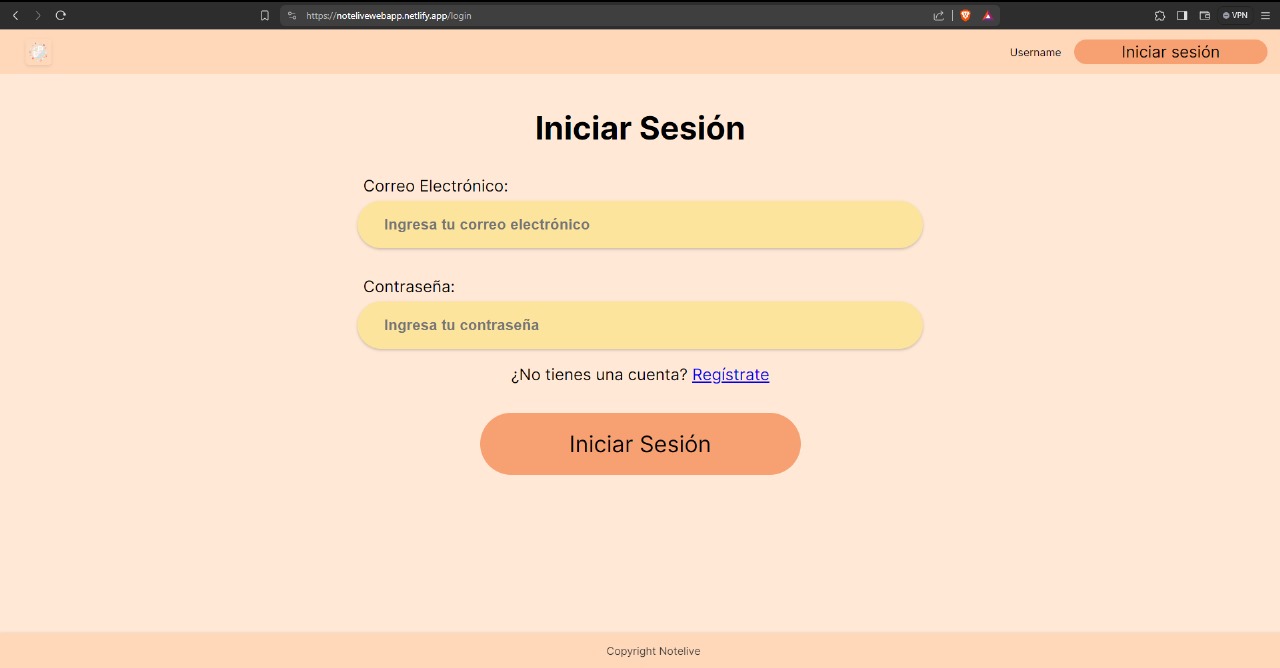 https://notelivewebapp.netlify.app/login
VPN
Username
Iniciar sesión
Iniciar Sesión
Correo Electrónico:
Ingresa tu correo electrónico
Contraseña:
Ingresa tu contraseña
¿No tienes una cuenta? Regístrate
Iniciar Sesión
Copyright Notelive